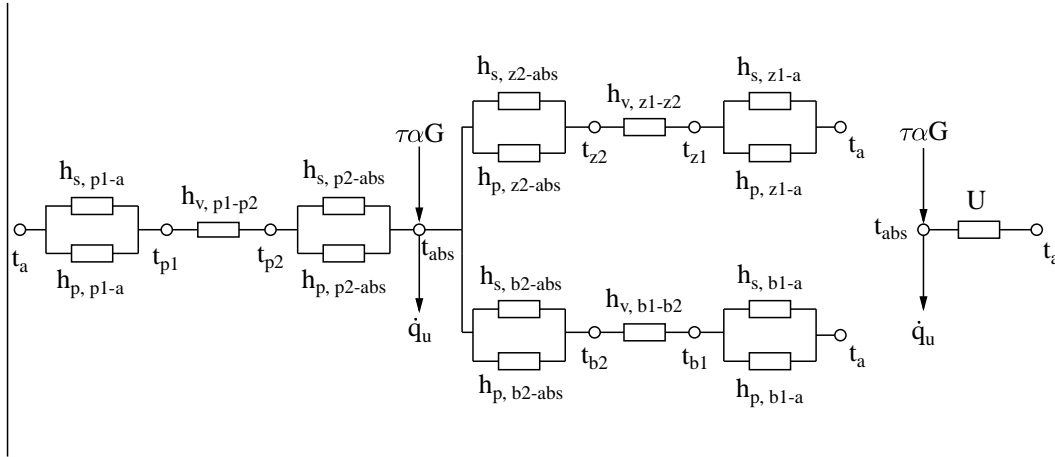 h_s, z2-abs
h_s, z1-a
h_v, z1-z2
ταG
t_z2
t_z1
t_a
h_p, z2-abs
h_p, z1-a
ταG
h_s, p1-a
h_v, p1-p2
h_s, p2-abs
U
t_a
t_p1
t_p2
t_abs
t_abs
t_a
h_p, p1-a
h_p, p2-abs
h_s, b2-abs
h_s, b1-a
h_v, b1-b2
q̇_u
q̇_u
t_b2
t_b1
t_a
h_p, b2-abs
h_p, b1-a